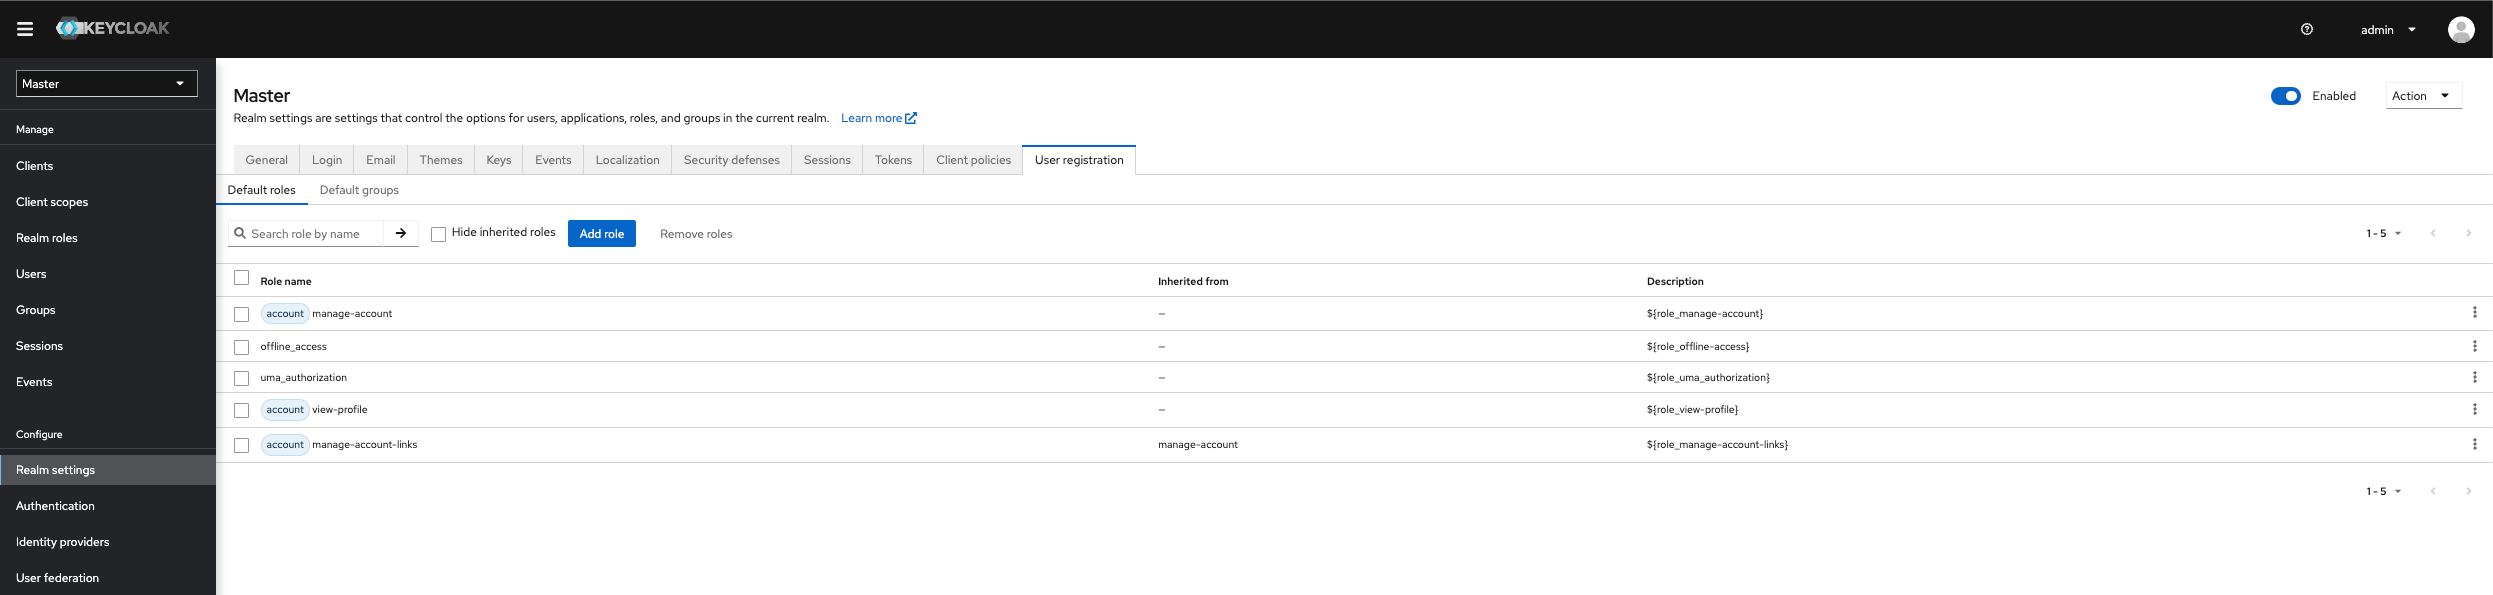 KEYCLOAK
admin
Master
Manage
Clients
Client scopes
Realm roles
Users
Groups
Sessions
Events
Configure
Realm settings
Authentication
Identity providers
User federation
Master
Enabled
Action
Realm settings are settings that control the options for users, applications, roles, and groups in the current realm. Learn more
General Login Email Themes Keys Events Localization Security defenses Sessions Tokens Client policies User registration
Default roles Default groups
Search role by name Hide inherited roles Add role Remove roles 1 - 5
Role name Inherited from Description
account manage-account – ${role_manage-account}
offline_access – ${role_offline-access}
uma_authorization – ${role_uma_authorization}
account view-profile – ${role_view-profile}
account manage-account-links manage-account ${role_manage-account-links}
1 - 5